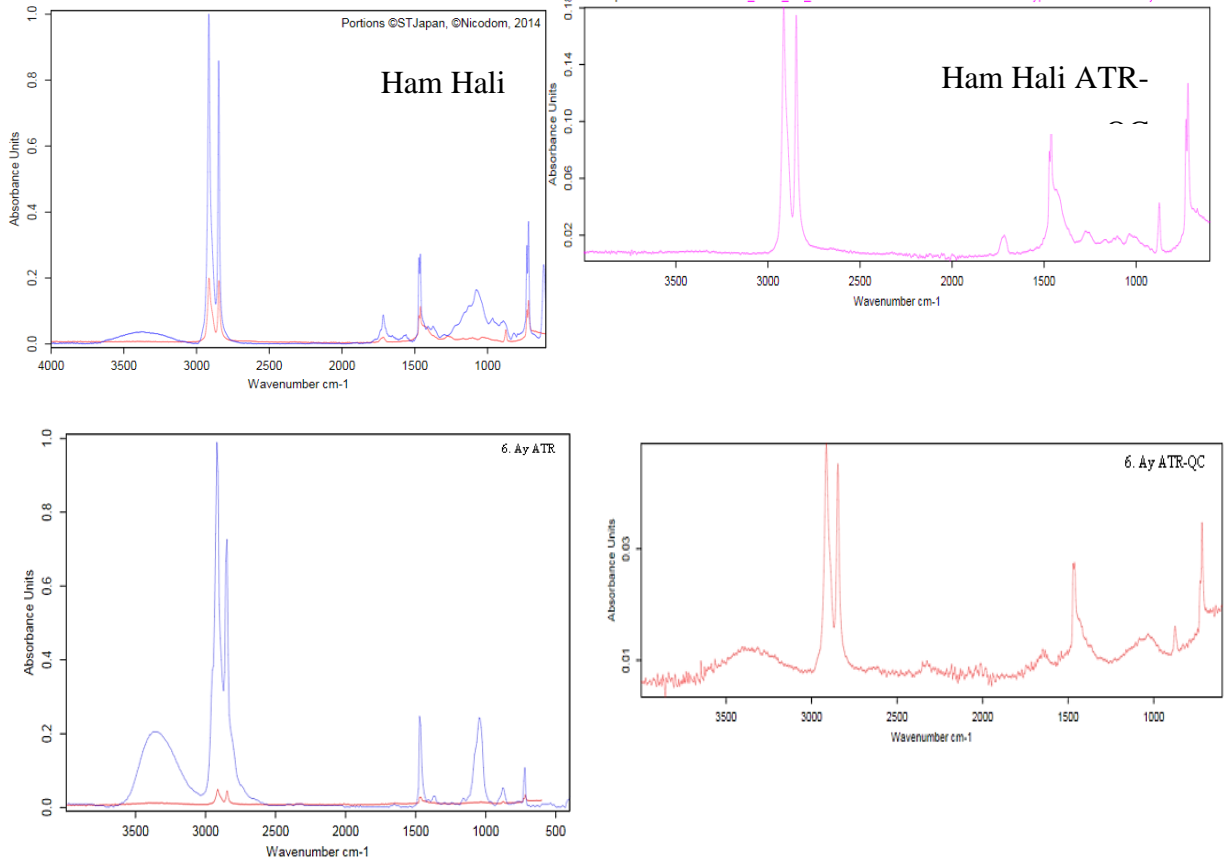 Portions ©STJapan, ©Nicodom, 2014
Ham Hali
Absorbance Units
0.0 0.2 0.4 0.6 0.8 1.0
4000 3500 3000 2500 2000 1500 1000
Wavenumber cm-1
Ham Hali ATR-
Absorbance Units
0.02 0.06 0.10 0.14 0.18
3500 3000 2500 2000 1500 1000
Wavenumber cm-1
6. Ay ATR
Absorbance Units
0.0 0.2 0.4 0.6 0.8 1.0
3500 3000 2500 2000 1500 1000 500
Wavenumber cm-1
6. Ay ATR-QC
Absorbance Units
0.01 0.03
3500 3000 2500 2000 1500 1000
Wavenumber cm-1